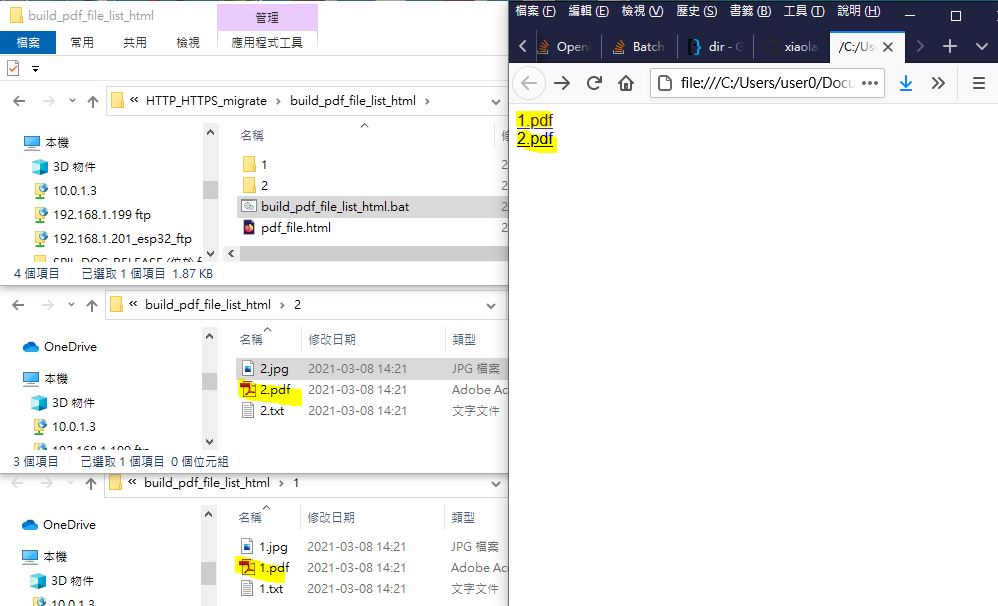 build_pdf_file_list_html
管理
檔案 常用 共用 檢視 應用程式工具
« HTTP_HTTPS_migrate › build_pdf_file_list_html ›
本機
3D 物件
10.0.1.3
192.168.1.199 ftp
192.168.1.201_esp32_ftp
名稱
1
2
build_pdf_file_list_html.bat
pdf_file.html
4 個項目 已選取 1 個項目 1.87 KB
« build_pdf_file_list_html › 2
OneDrive
本機
3D 物件
10.0.1.3
192.168.1.199 ftp
名稱 修改日期 類型
2.jpg 2021-03-08 14:21 JPG 檔案
2.pdf 2021-03-08 14:21 Adobe Ac
2.txt 2021-03-08 14:21 文字文件
3 個項目 已選取 1 個項目 0 個位元組
« build_pdf_file_list_html › 1
OneDrive
本機
3D 物件
10.0.1.3
名稱 修改日期 類型
1.jpg 2021-03-08 14:21 JPG 檔案
1.pdf 2021-03-08 14:21 Adobe Ac
1.txt 2021-03-08 14:21 文字文件
檔案 (F) 編輯 (E) 檢視 (V) 歷史 (S) 書籤 (B) 工具 (T) 說明 (H)
Openi Batch dir - G xiaola /C:/Use
file:///C:/Users/user0/Docu
1.pdf
2.pdf